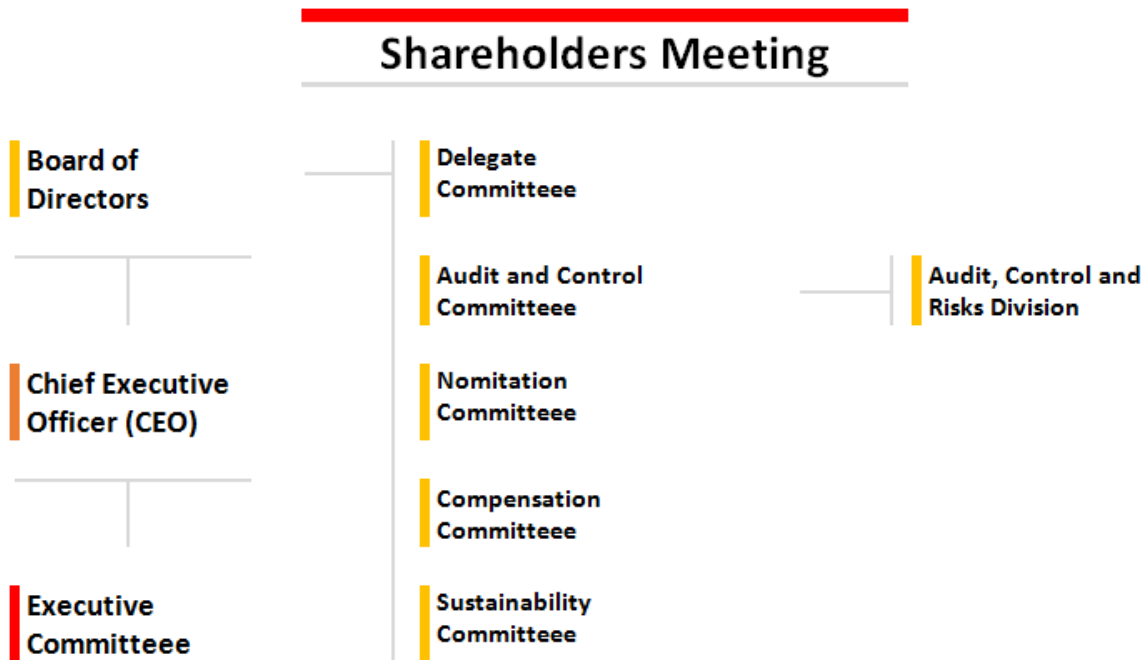 Shareholders Meeting
Board of
Directors
Delegate
Committeee
Audit and Control
Committeee
Audit, Control and
Risks Division
Chief Executive
Officer (CEO)
Nomitation
Committeee
Compensation
Committeee
Executive
Committeee
Sustainability
Committeee